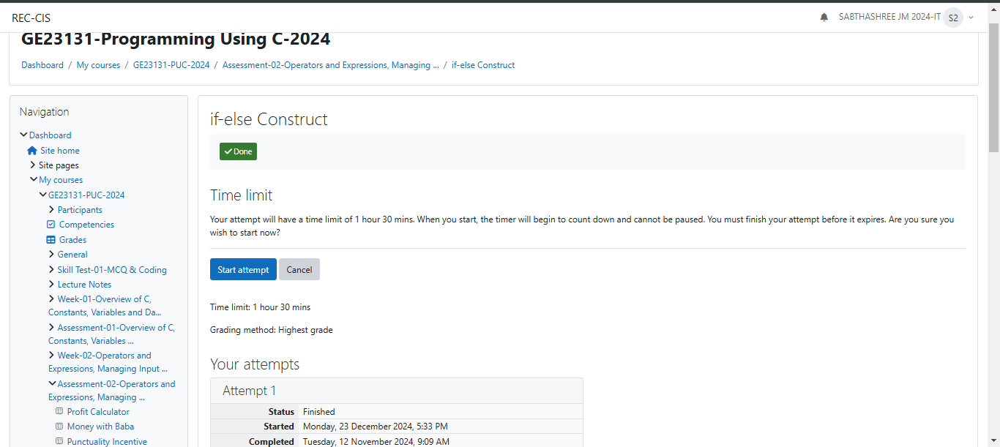 REC-CIS
SABTHASHREE JM 2024-IT S2
GE23131-Programming Using C-2024
Dashboard / My courses / GE23131-PUC-2024 / Assessment-02-Operators and Expressions, Managing ... / if-else Construct
Navigation
Dashboard
Site home
Site pages
My courses
GE23131-PUC-2024
Participants
Competencies
Grades
General
Skill Test-01-MCQ & Coding
Lecture Notes
Week-01-Overview of C,
Constants, Variables and Da...
Assessment-01-Overview of C,
Constants, Variables ...
Week-02-Operators and
Expressions, Managing Input ...
Assessment-02-Operators and
Expressions, Managing ...
Profit Calculator
Money with Baba
Punctuality Incentive
if-else Construct
Done
Time limit
Your attempt will have a time limit of 1 hour 30 mins. When you start, the timer will begin to count down and cannot be paused. You must finish your attempt before it expires. Are you sure you
wish to start now?
Start attempt Cancel
Time limit: 1 hour 30 mins
Grading method: Highest grade
Your attempts
Attempt 1
Status Finished
Started Monday, 23 December 2024, 5:33 PM
Completed Tuesday, 12 November 2024, 9:09 AM